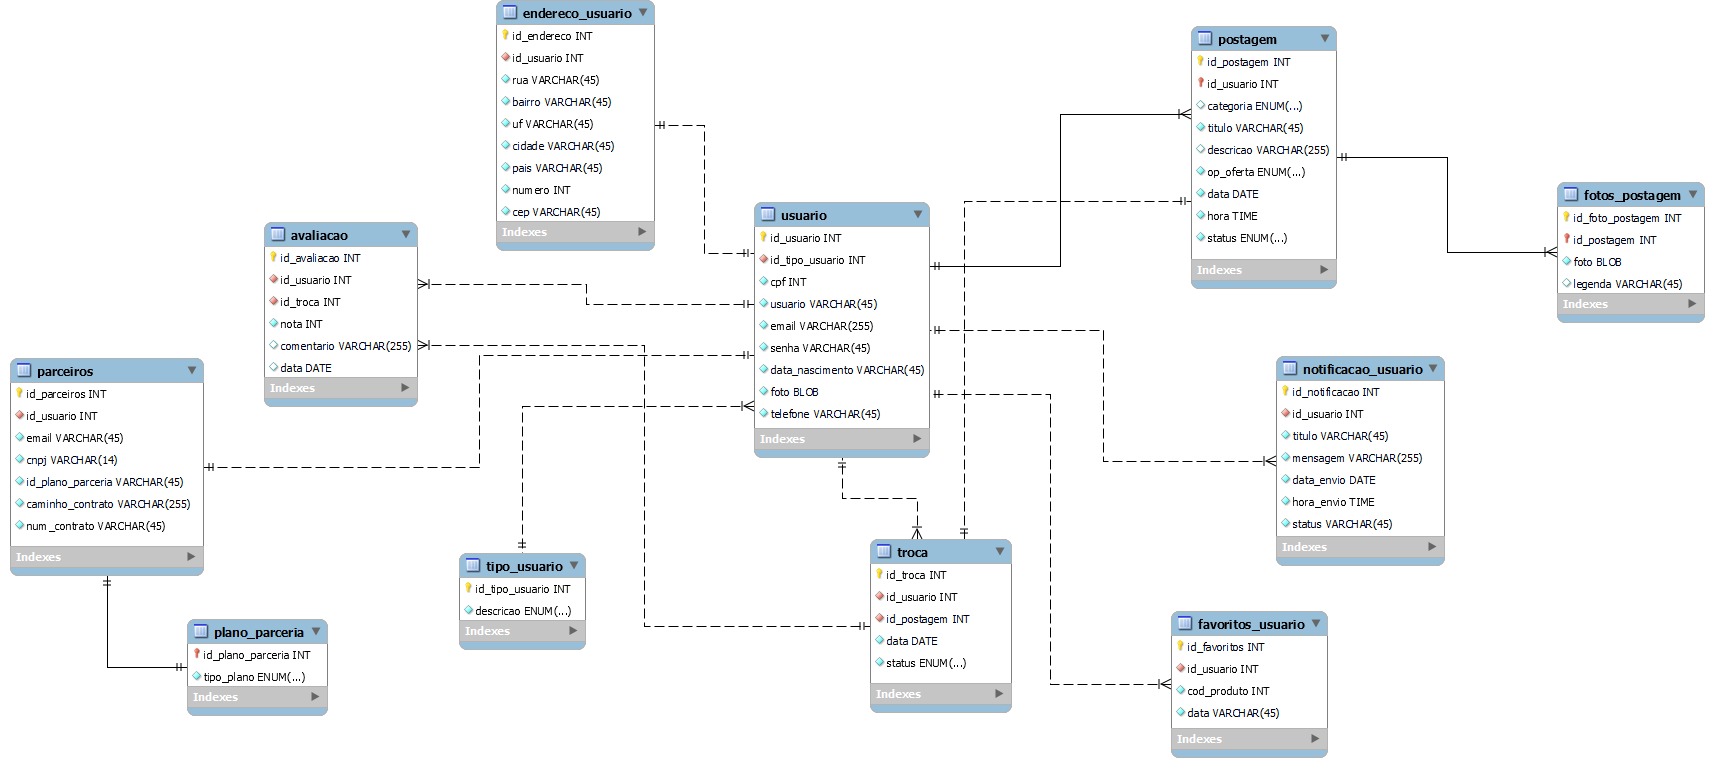 endereco_usuario
id_endereco INT
id_usuario INT
rua VARCHAR(45)
bairro VARCHAR(45)
uf VARCHAR(45)
cidade VARCHAR(45)
pais VARCHAR(45)
numero INT
cep VARCHAR(45)
Indexes
postagem
id_postagem INT
id_usuario INT
categoria ENUM(...)
titulo VARCHAR(45)
descricao VARCHAR(255)
op_oferta ENUM(...)
data DATE
hora TIME
status ENUM(...)
Indexes
fotos_postagem
id_foto_postagem INT
id_postagem INT
foto BLOB
legenda VARCHAR(45)
Indexes
usuario
id_usuario INT
id_tipo_usuario INT
cpf INT
usuario VARCHAR(45)
email VARCHAR(255)
senha VARCHAR(45)
data_nascimento VARCHAR(45)
foto BLOB
telefone VARCHAR(45)
Indexes
avaliacao
id_avaliacao INT
id_usuario INT
id_troca INT
nota INT
comentario VARCHAR(255)
data DATE
Indexes
parceiros
id_parceiros INT
id_usuario INT
email VARCHAR(45)
cnpj VARCHAR(14)
id_plano_parceria VARCHAR(45)
caminho_contrato VARCHAR(255)
num_contrato VARCHAR(45)
Indexes
notificacao_usuario
id_notificacao INT
id_usuario INT
titulo VARCHAR(45)
mensagem VARCHAR(255)
data_envio DATE
hora_envio TIME
status VARCHAR(45)
Indexes
tipo_usuario
id_tipo_usuario INT
descricao ENUM(...)
Indexes
troca
id_troca INT
id_usuario INT
id_postagem INT
data DATE
status ENUM(...)
Indexes
plano_parceria
id_plano_parceria INT
tipo_plano ENUM(...)
Indexes
favoritos_usuario
id_favoritos INT
id_usuario INT
cod_produto INT
data VARCHAR(45)
Indexes